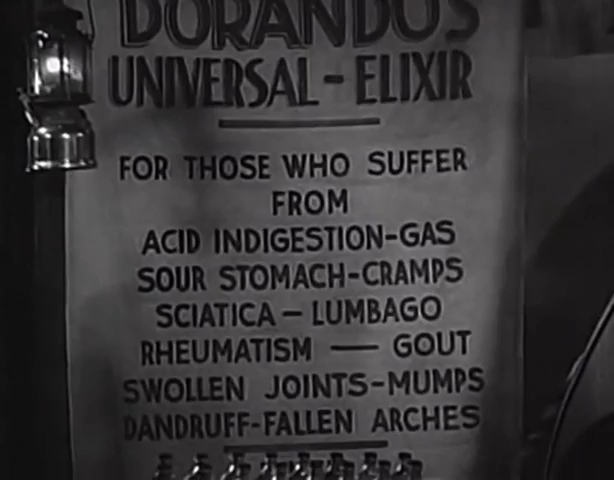 DORANDO'S
UNIVERSAL-ELIXIR
FOR THOSE WHO SUFFER
FROM
ACID INDIGESTION-GAS
SOUR STOMACH-CRAMPS
SCIATICA — LUMBAGO
RHEUMATISM — GOUT
SWOLLEN JOINTS-MUMPS
DANDRUFF-FALLEN ARCHES